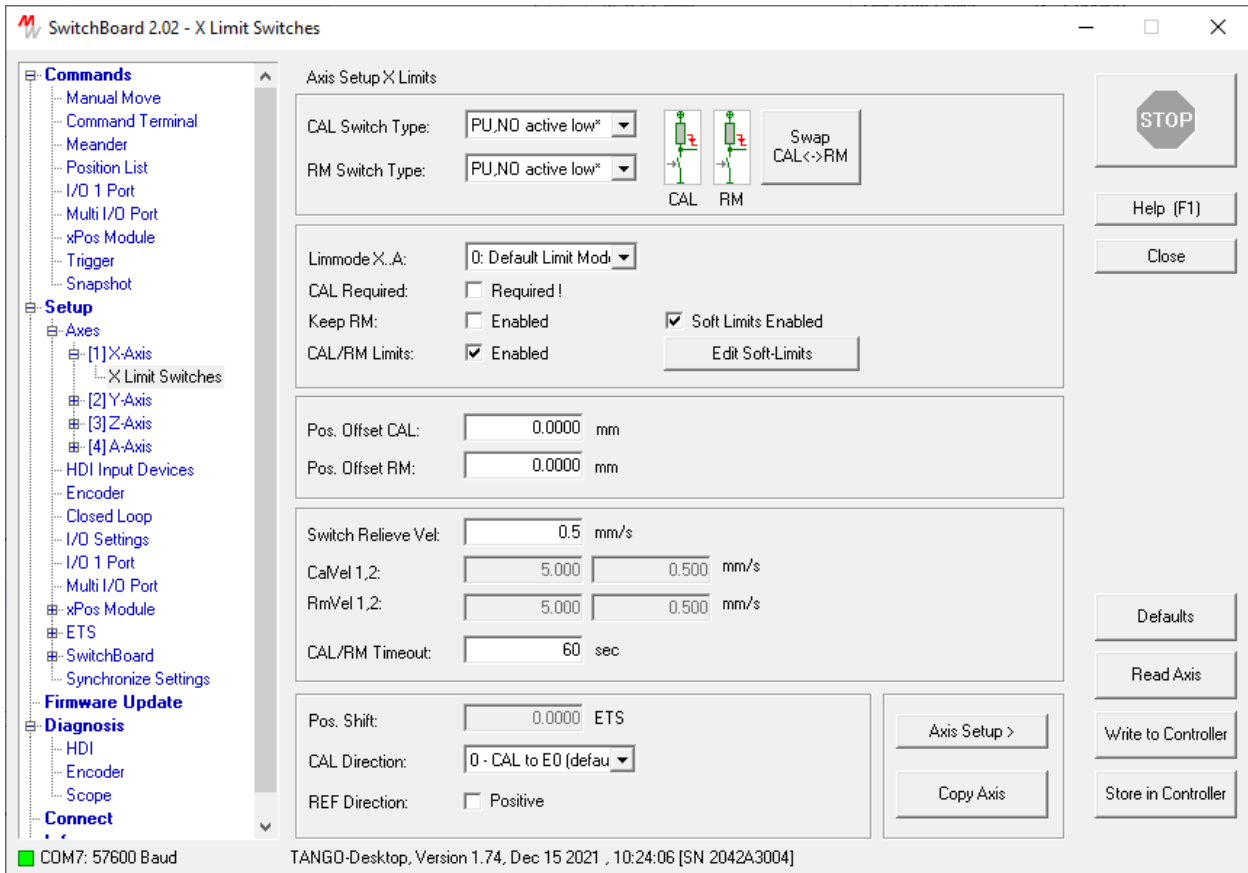 SwitchBoard 2.02 - X Limit Switches
Commands
Manual Move
Command Terminal
Meander
Position List
I/O 1 Port
Multi I/O Port
xPos Module
Trigger
Snapshot
Setup
Axes
[1] X-Axis
X Limit Switches
[2] Y-Axis
[3] Z-Axis
[4] A-Axis
HDI Input Devices
Encoder
Closed Loop
I/O Settings
I/O 1 Port
Multi I/O Port
xPos Module
ETS
SwitchBoard
Synchronize Settings
Firmware Update
Diagnosis
HDI
Encoder
Scope
Connect
Axis Setup X Limits
CAL Switch Type: PU,NO active low*
RM Switch Type: PU,NO active low*
CAL RM
Swap
CAL<->RM
Limmode X..A: 0: Default Limit Mod
CAL Required: Required !
Keep RM: Enabled Soft Limits Enabled
CAL/RM Limits: Enabled Edit Soft-Limits
Pos. Offset CAL: 0.0000 mm
Pos. Offset RM: 0.0000 mm
Switch Relieve Vel: 0.5 mm/s
CalVel 1,2: 5.000 0.500 mm/s
RmVel 1,2: 5.000 0.500 mm/s
CAL/RM Timeout: 60 sec
Pos. Shift: 0.0000 ETS
CAL Direction: 0 - CAL to E0 (defau
REF Direction: Positive
Axis Setup >
Copy Axis
STOP
Help (F1)
Close
Defaults
Read Axis
Write to Controller
Store in Controller
COM7: 57600 Baud
TANGO-Desktop, Version 1.74, Dec 15 2021 , 10:24:06 [SN 2042A3004]